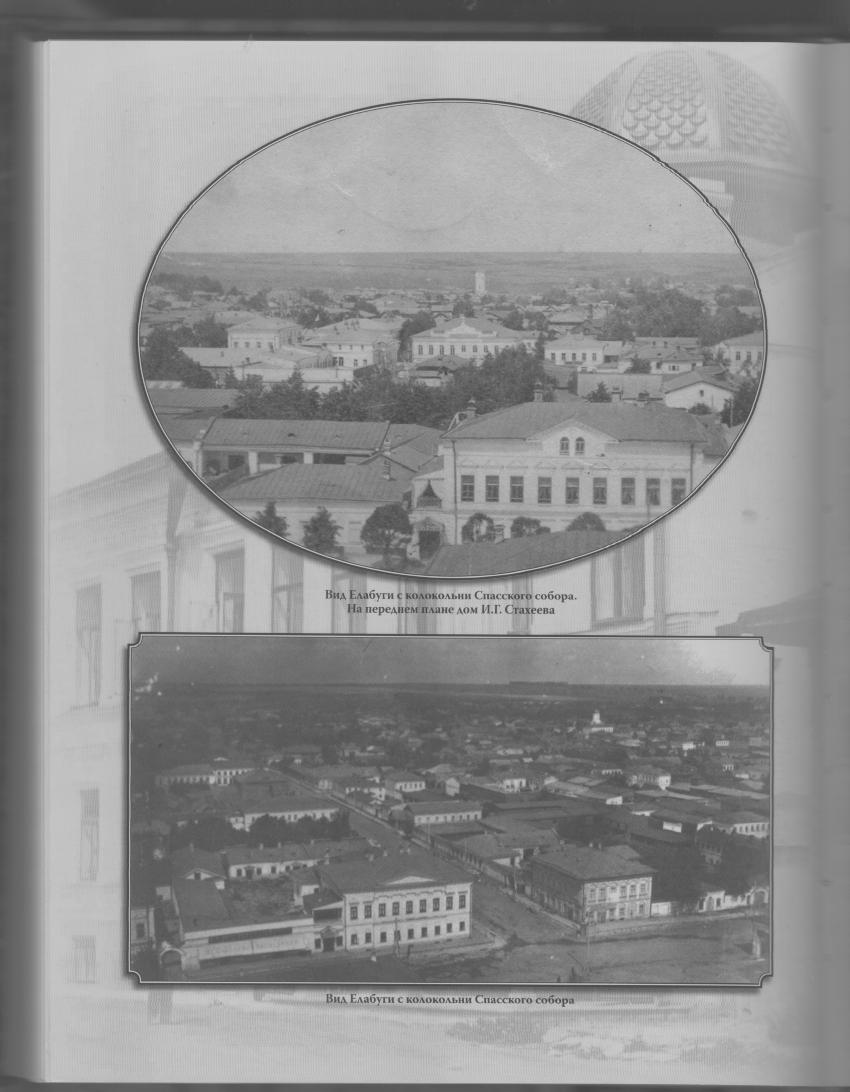 Вид Елабуги с колокольни Спасского собора.
На переднем плане дом И.Г. Стахеева
Вид Елабуги с колокольни Спасского собора